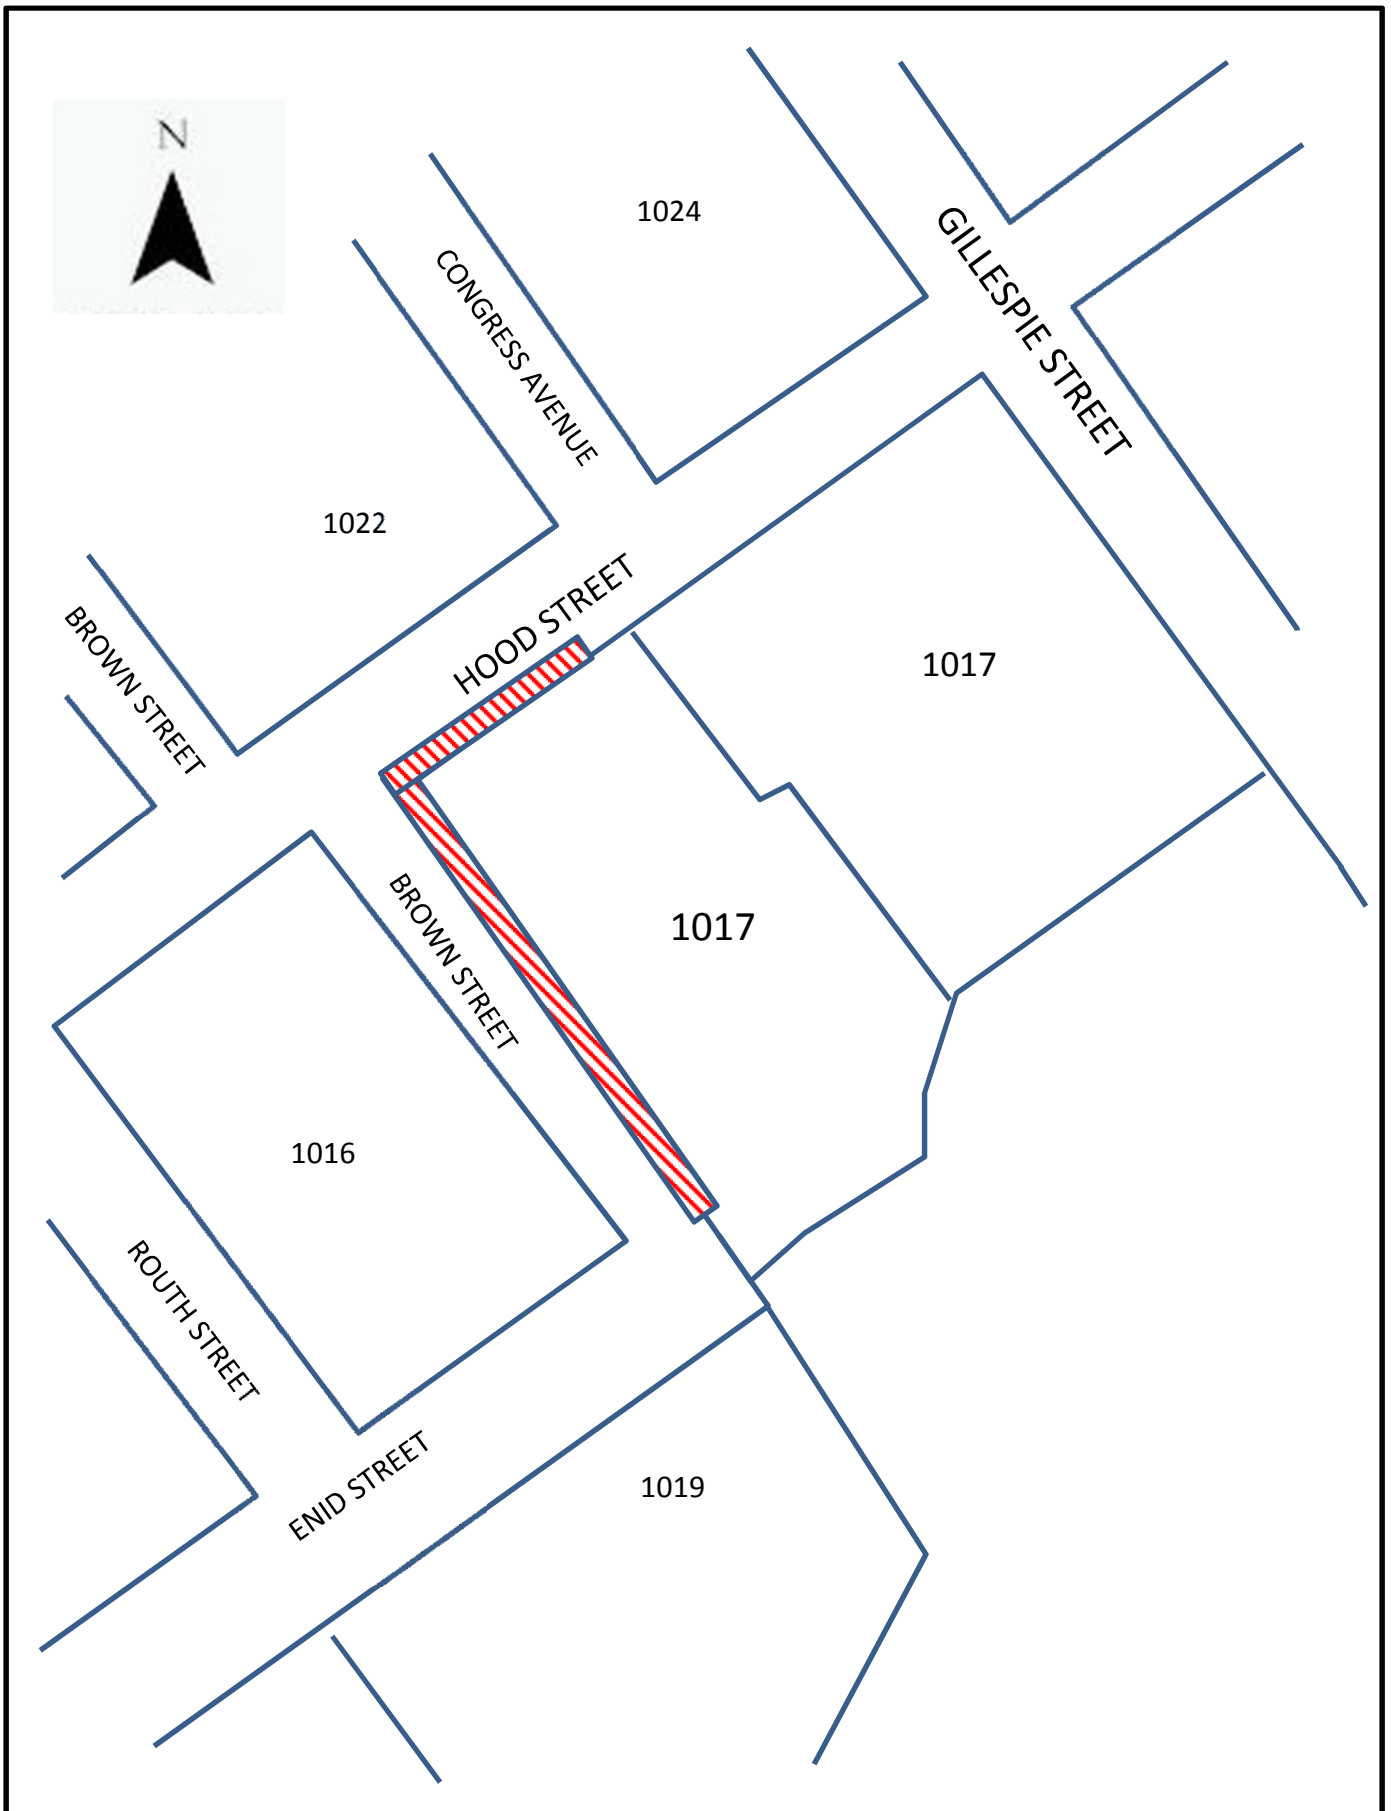 N
1024
GILLESPIE STREET
CONGRESS AVENUE
1022
HOOD STREET
BROWN STREET
1017
1017
BROWN STREET
1016
ROUTH STREET
ENID STREET
1019